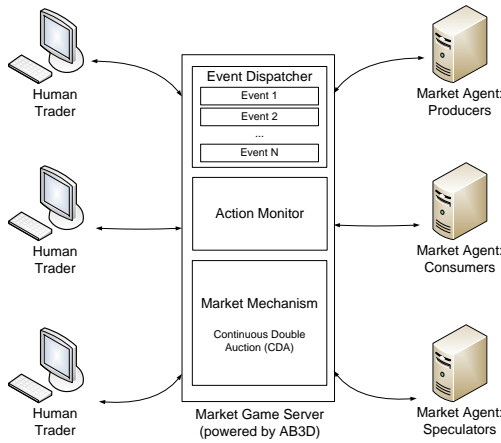 Human
Trader
Human
Trader
Human
Trader
Event Dispatcher
Event 1
Event 2
...
Event N
Action Monitor
Market Mechanism
Continuous Double
Auction (CDA)
Market Game Server
(powered by AB3D)
Market Agent:
Producers
Market Agent:
Consumers
Market Agent:
Speculators